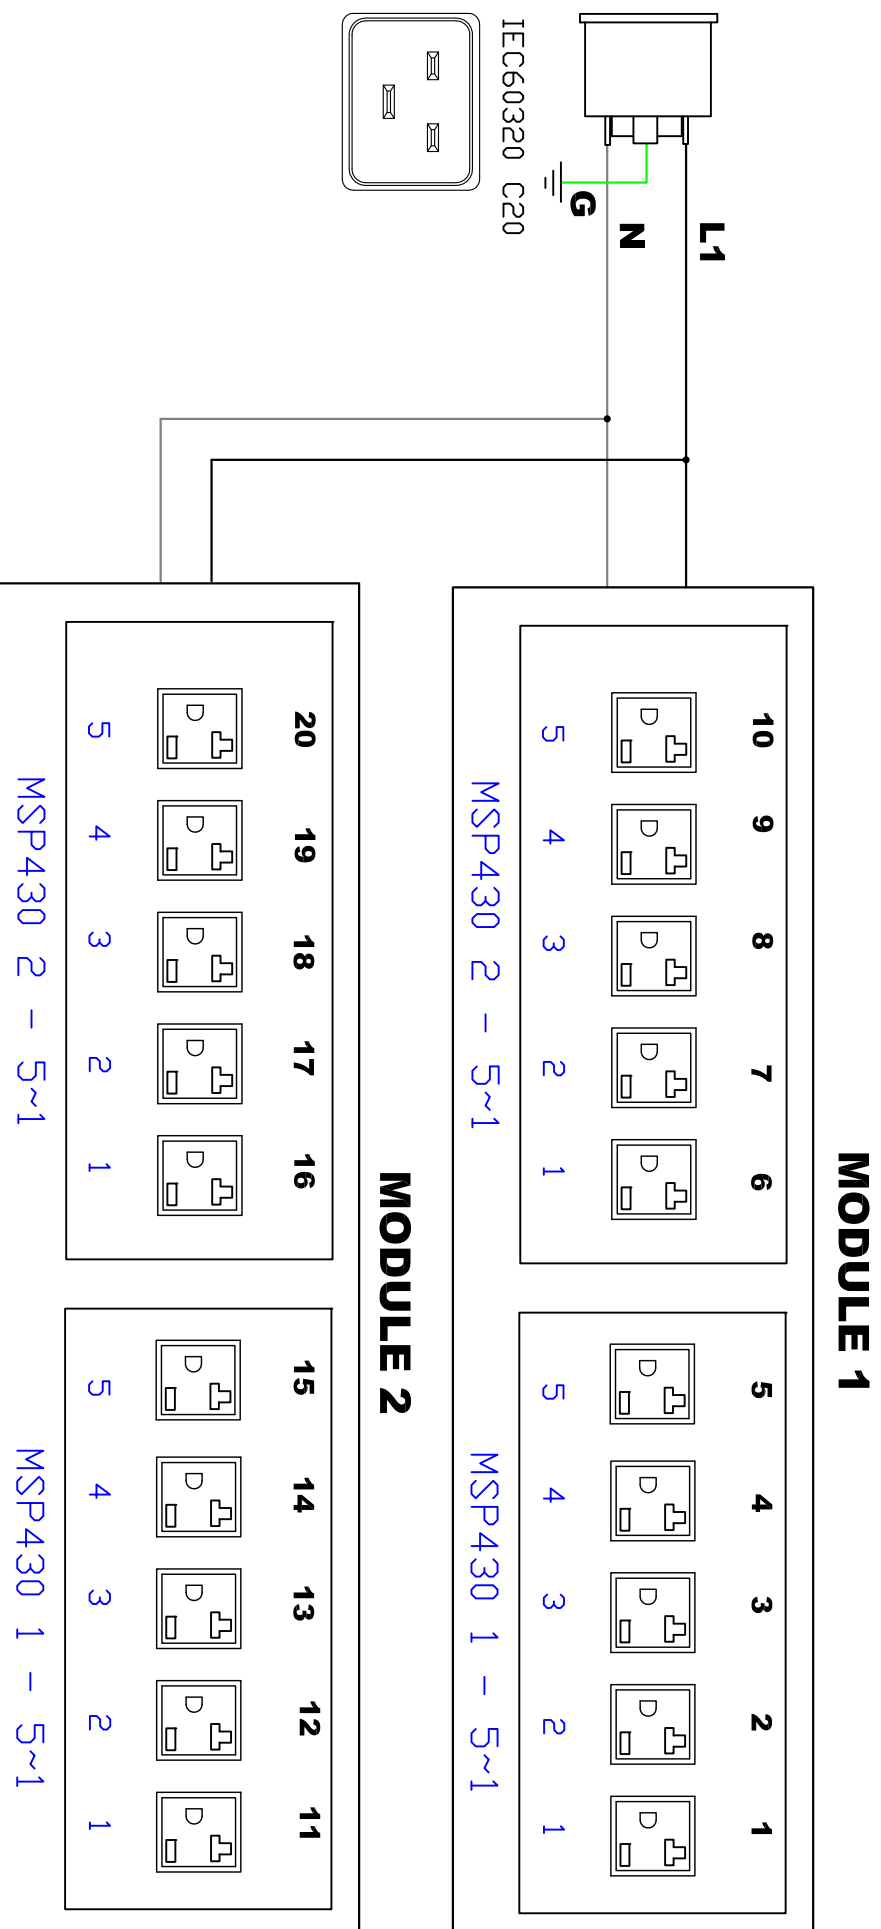 IEC60320 C20
G
N
L1
MODULE 1
10 9 8 7 6 5 4 3 2 1
5 4 3 2 1 5 4 3 2 1
MSP430 2 - 5~1
MSP430 1 - 5~1
MODULE 2
20 19 18 17 16 15 14 13 12 11
5 4 3 2 1 5 4 3 2 1
MSP430 2 - 5~1
MSP430 1 - 5~1